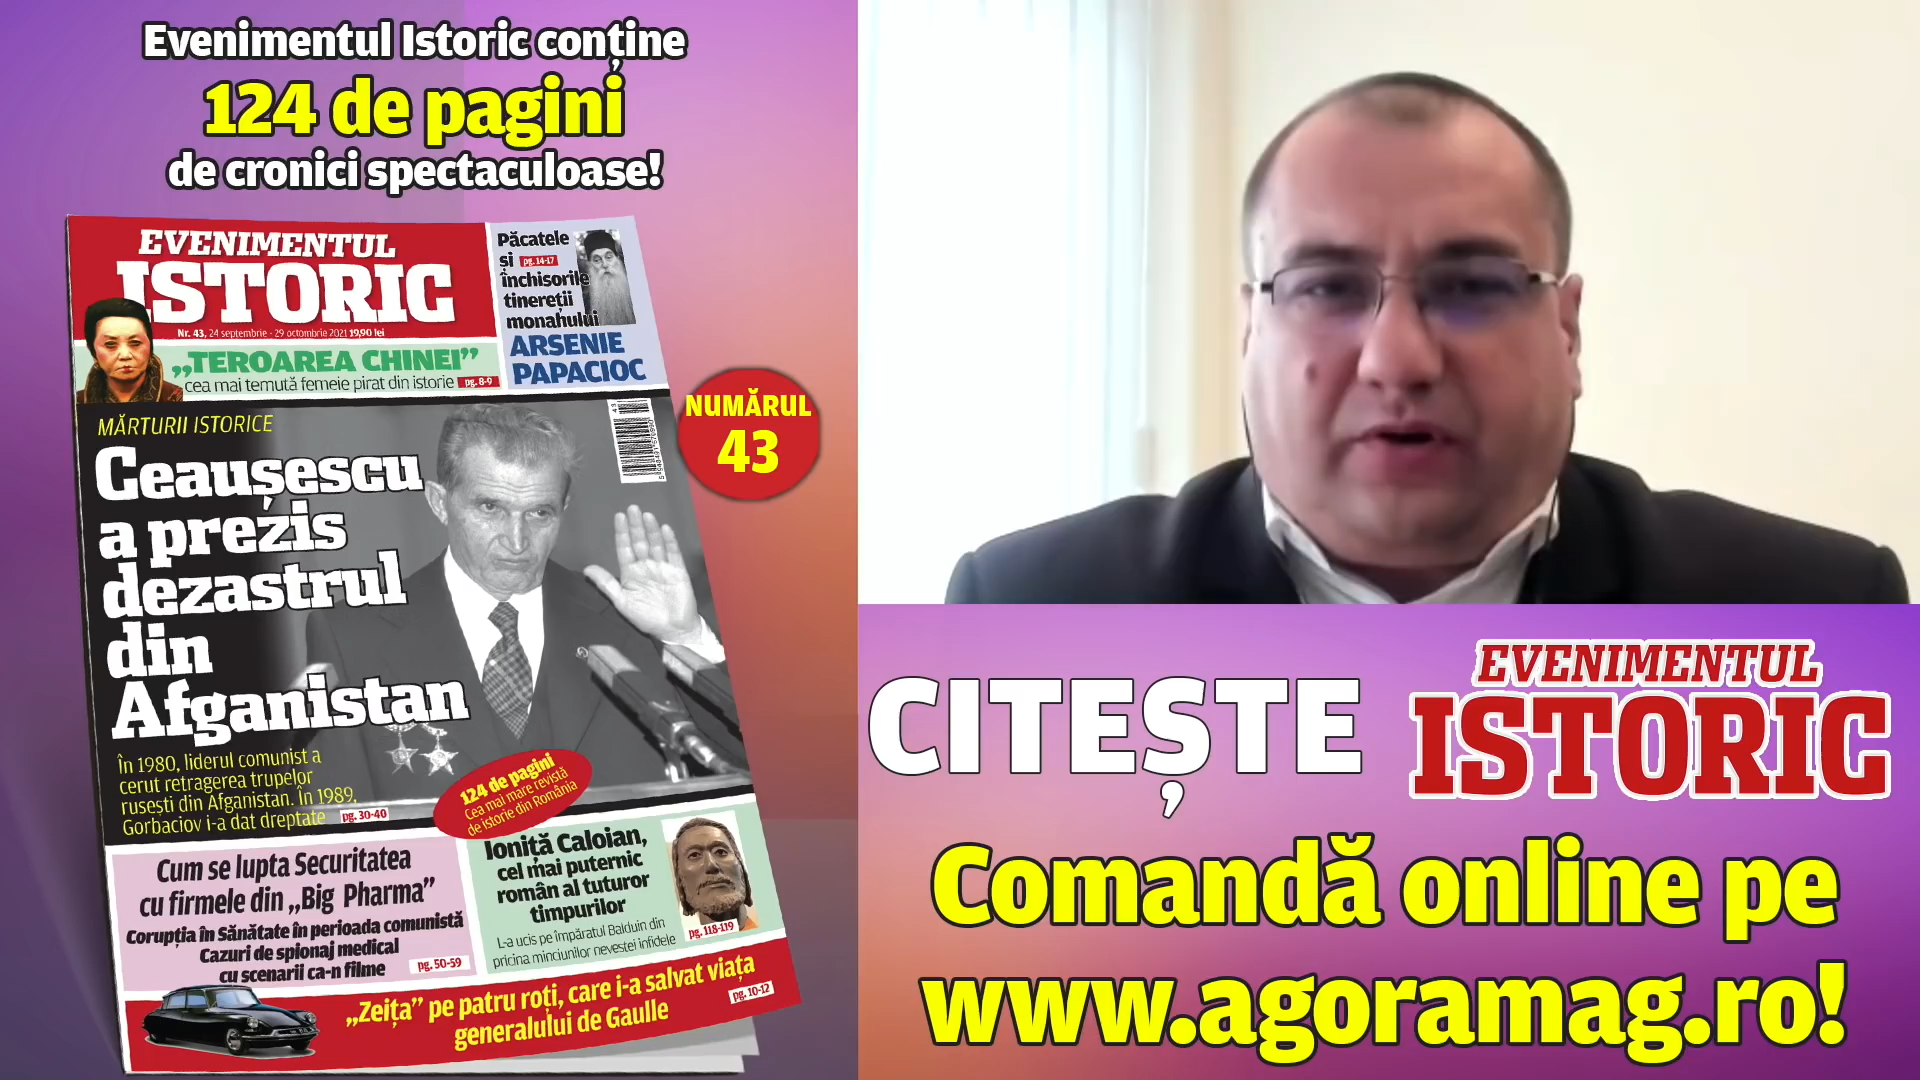 Evenimentul Istoric conține
124 de pagini
de cronici spectaculoase!
EVENIMENTUL
ISTORIC
Nr. 43, 24 septembrie - 29 octombrie 2021 19,90 lei
„TEROAREA CHINEI”
cea mai temută femeie pirat din istorie pg. 8-9
Păcatele
și pg. 14-17
închisorile
tinereții
monahului
ARSENIE
PAPACIOC
NUMĂRUL
43
MĂRTURII ISTORICE
Ceaușescu
a prezis
dezastrul
din
Afganistan
În 1980, liderul comunist a
cerut retragerea trupelor
rusești din Afganistan. În 1989,
Gorbaciov i-a dat dreptate pg. 30-40
124 de pagini
Cea mai mare revistă
de istorie din România
Cum se lupta Securitatea
cu firmele din „Big Pharma”
Corupția în Sănătate în perioada comunistă
Cazuri de spionaj medical
cu scenarii ca-n filme pg. 50-59
Ioniță Caloian,
cel mai puternic
român al tuturor
timpurilor
L-a ucis pe împăratul Balduin din
pricina minciunilor nevestei infidele
pg. 118-119
„Zeița” pe patru roți, care i-a salvat viața
generalului de Gaulle
pg. 10-12
CITEȘTE
EVENIMENTUL
ISTORIC
Comandă online pe
www.agoramag.ro!